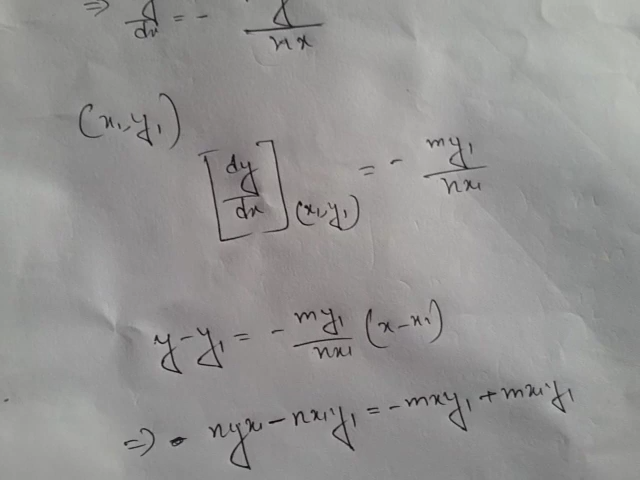 ⇒ dy/dx = - y/nx
(x₁, y₁)
[dy/dx](x₁, y₁) = - my₁/nx₁
y - y₁ = - my₁/nx₁ (x - x₁)
⇒ nyx₁ - nx₁y₁ = -mxy₁ + mx₁y₁